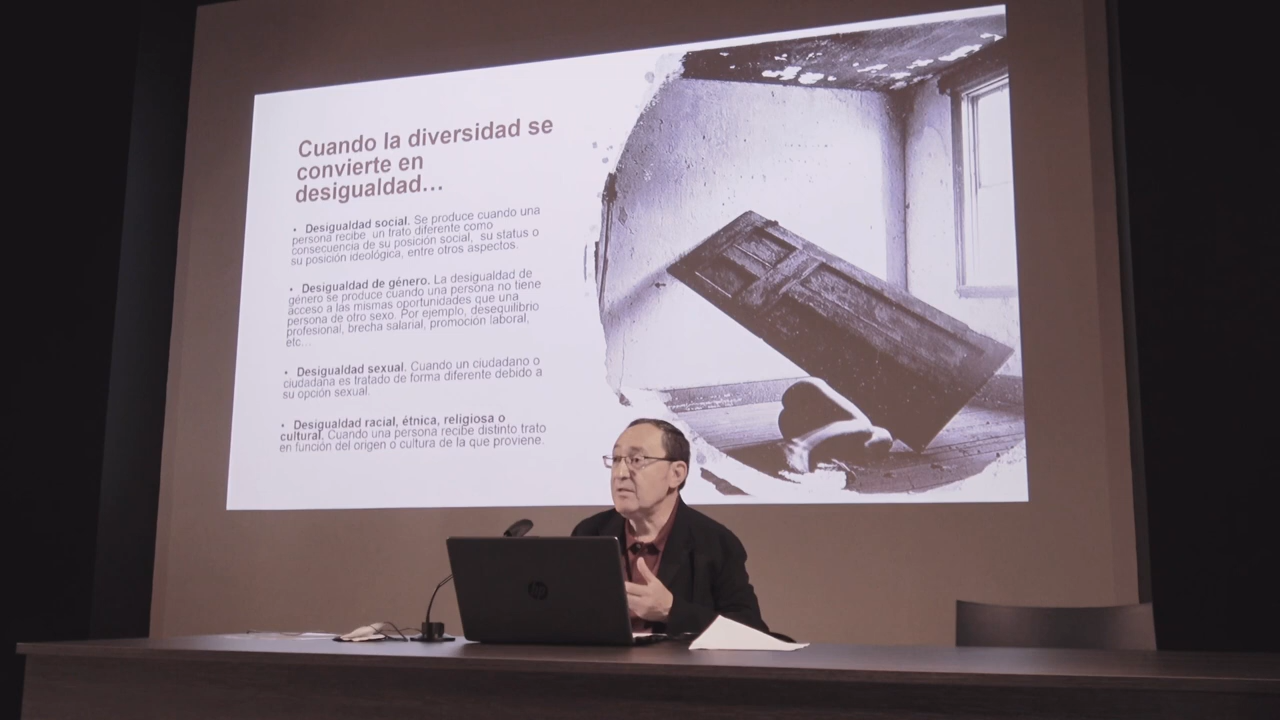 Cuando la diversidad se
convierte en
desigualdad…
• Desigualdad social. Se produce cuando una
persona recibe un trato diferente como
consecuencia de su posición social, su status o
su posición ideológica, entre otros aspectos.
• Desigualdad de género. La desigualdad de
género se produce cuando una persona no tiene
acceso a las mismas oportunidades que una
persona de otro sexo. Por ejemplo, desequilibrio
profesional, brecha salarial, promoción laboral,
etc…
• Desigualdad sexual. Cuando un ciudadano o
ciudadana es tratado de forma diferente debido a
su opción sexual.
• Desigualdad racial, étnica, religiosa o
cultural. Cuando una persona recibe distinto trato
en función del origen o cultura de la que proviene.
hp